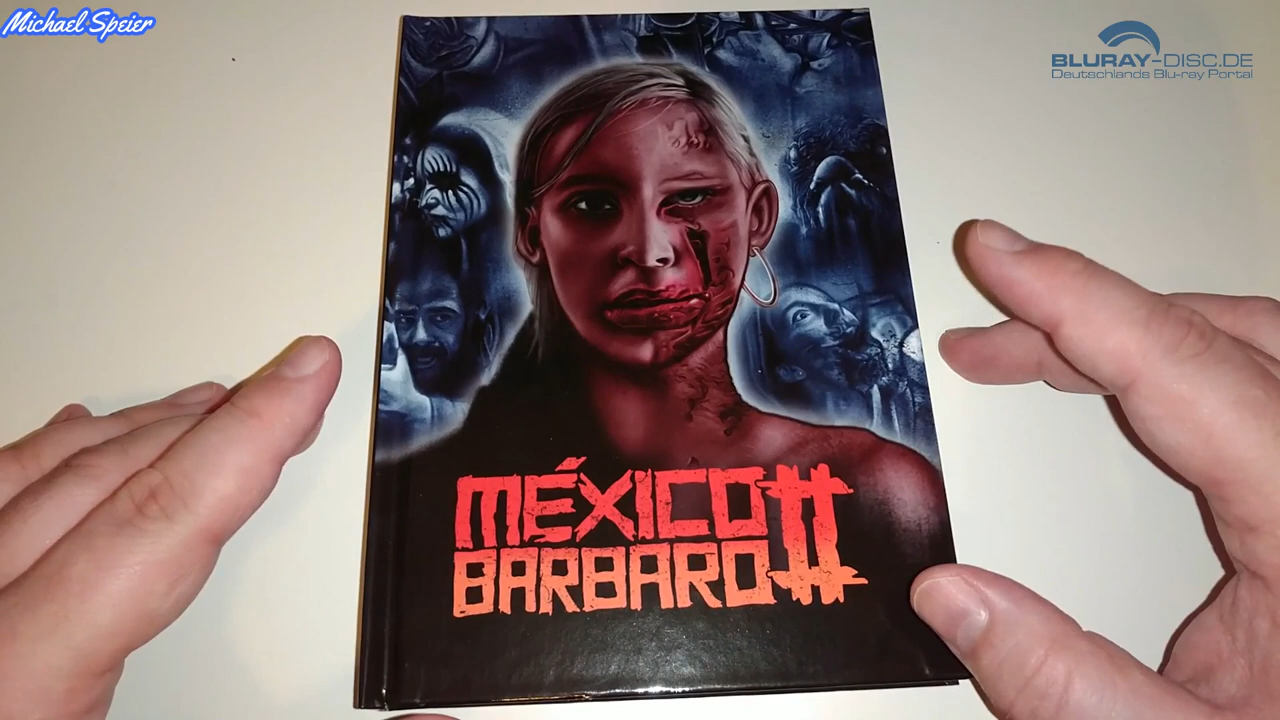 Michael Speier
BLURAY-DISC.DE
Deutschlands Blu-ray Portal
MÉXICO II
BARBARO